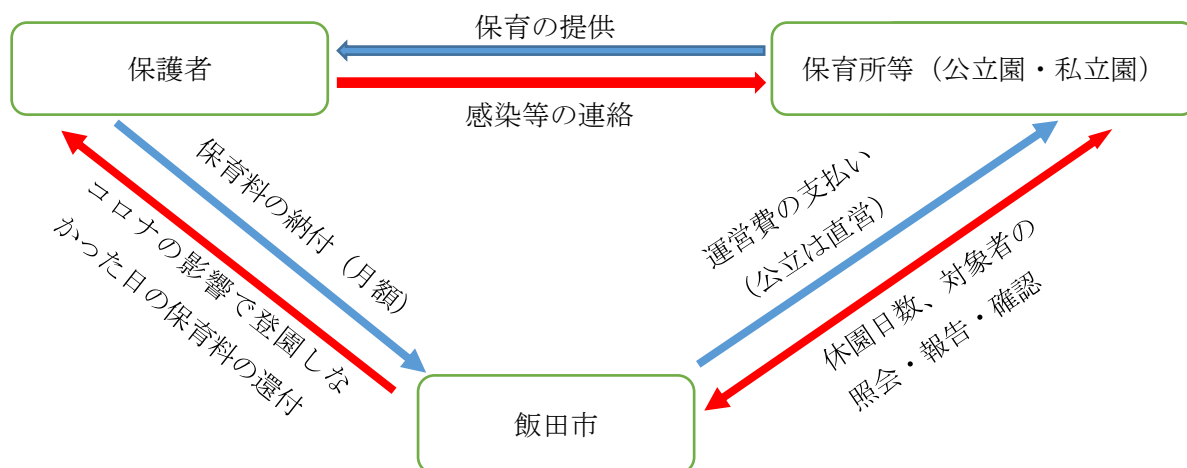 保育の提供
保護者
保育所等（公立園・私立園）
感染等の連絡
保育料の納付（月額）
コロナの影響で登園しな
かった日の保育料の還付
運営費の支払い
（公立は直営）
休園日数、対象者の
照会・報告・確認
飯田市